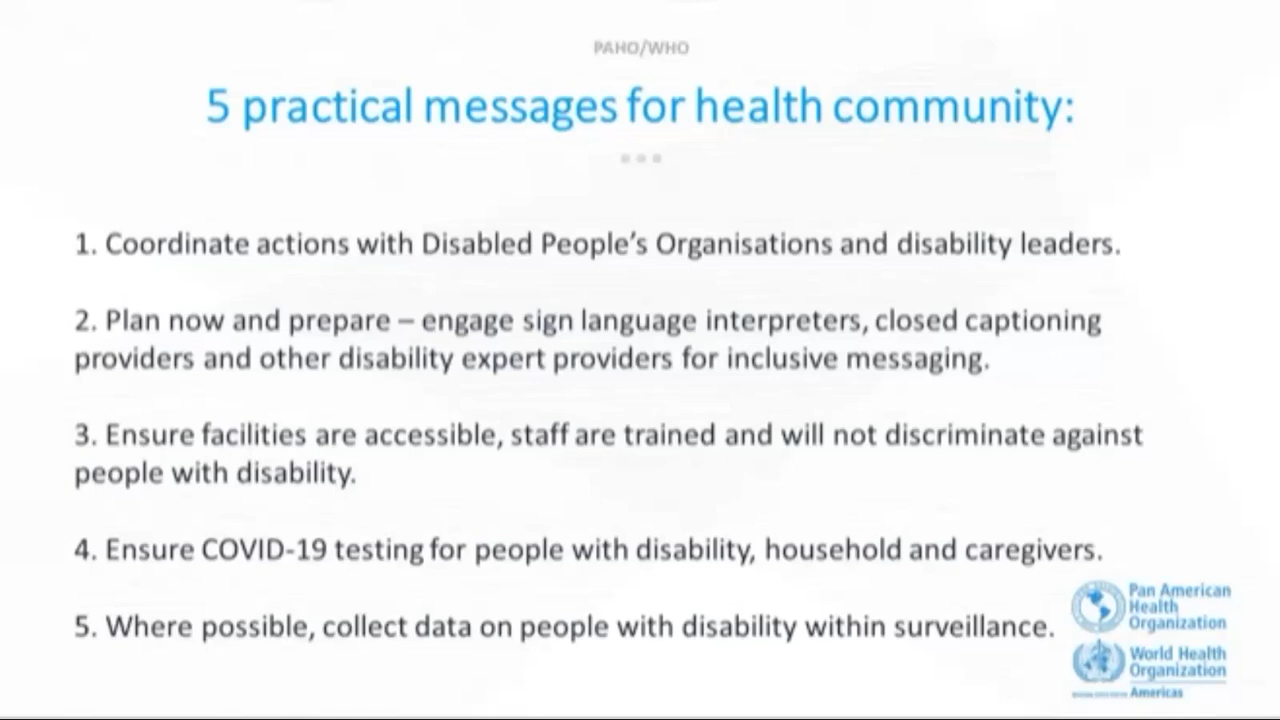 PAHO/WHO
5 practical messages for health community:
1. Coordinate actions with Disabled People’s Organisations and disability leaders.
2. Plan now and prepare – engage sign language interpreters, closed captioning
providers and other disability expert providers for inclusive messaging.
3. Ensure facilities are accessible, staff are trained and will not discriminate against
people with disability.
4. Ensure COVID-19 testing for people with disability, household and caregivers.
5. Where possible, collect data on people with disability within surveillance.
Pan American
Health
Organization
World Health
Organization
Americas